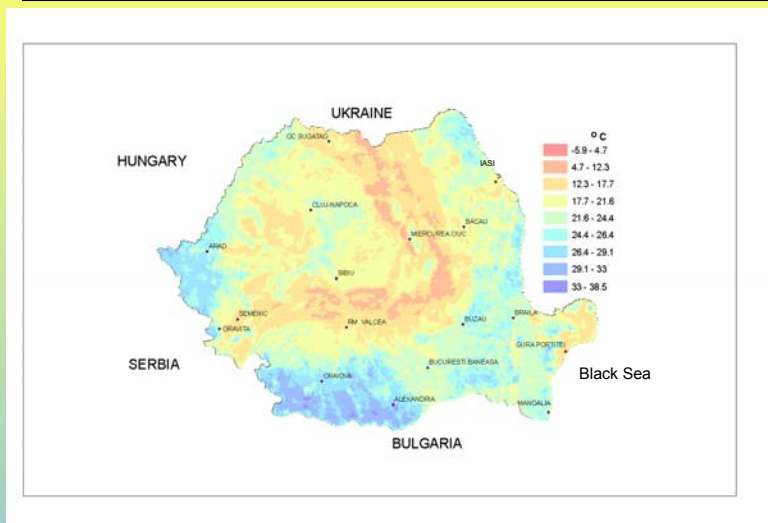 UKRAINE
OC.SUGATAG
°C
-5.9 - 4.7
HUNGARY
IASI
4.7 - 12.3
12.3 - 17.7
17.7 - 21.6
CLUJ-NAPOCA
21.6 - 24.4
BACAU
MIERCUREA CIUC
24.4 - 26.4
ARAD
26.4 - 29.1
29.1 - 33
SIBIU
33 - 38.5
SEMENIC
BRAILA
ORAVITA
RM. VALCEA
BUZAU
GURA PORTITEI
SERBIA
BUCURESTI BANEASA
Black Sea
CRAIOVA
ALEXANDRIA
MANGALIA
BULGARIA